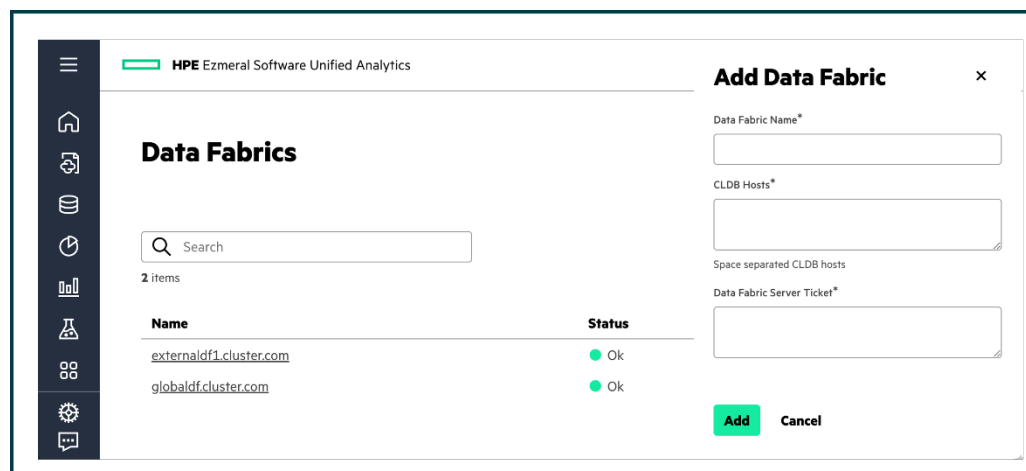 HPE Ezmeral Software Unified Analytics
Data Fabrics
Search
2 items
Name Status
externaldf1.cluster.com Ok
globaldf.cluster.com Ok
Add Data Fabric
Data Fabric Name*
CLDB Hosts*
Space separated CLDB hosts
Data Fabric Server Ticket*
Add Cancel